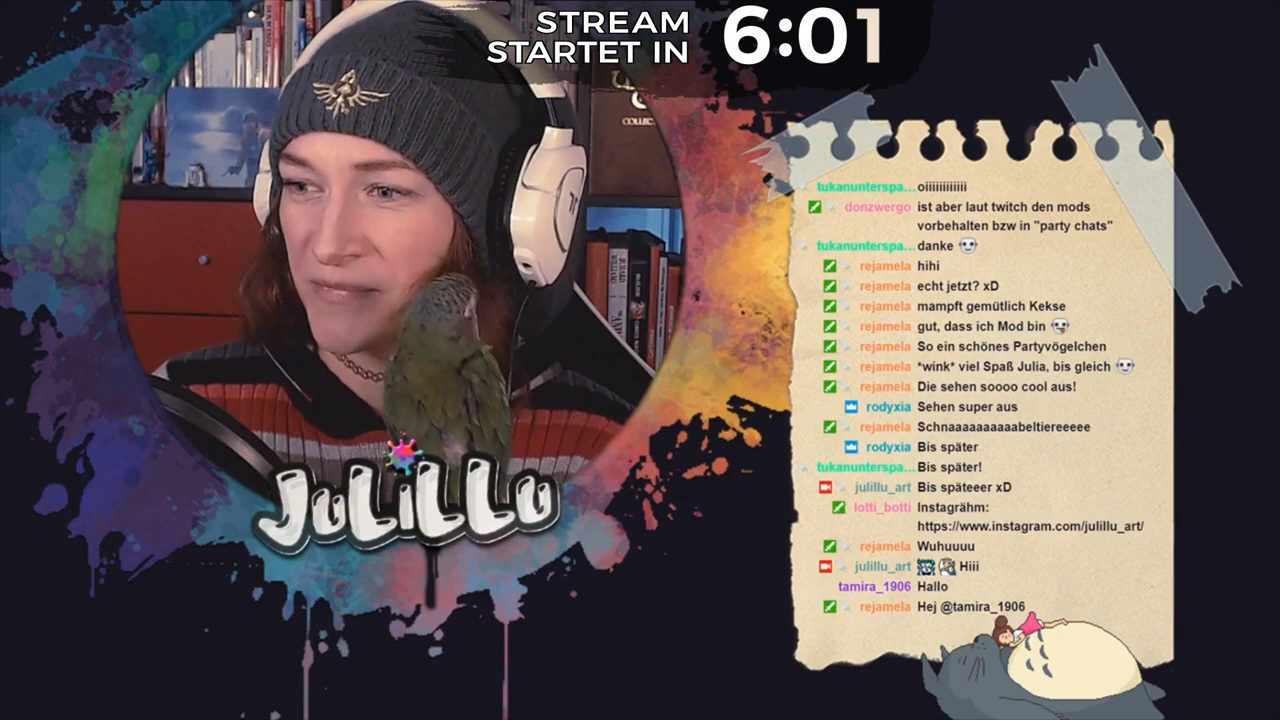 STREAM
STARTET IN
6:01
COLLEC
JULILLU
tukanunterspa... oiiiiiiiiiiiii
donzwergo ist aber laut twitch den mods
vorbehalten bzw in "party chats"
tukanunterspa... danke
rejamela hihi
rejamela echt jetzt? xD
rejamela mampft gemütlich Kekse
rejamela gut, dass ich Mod bin
rejamela So ein schönes Partyvögelchen
rejamela *wink* viel Spaß Julia, bis gleich
rejamela Die sehen soooo cool aus!
rodyxia Sehen super aus
rejamela Schnaaaaaaaaaabeltiereeeee
rodyxia Bis später
tukanunterspa... Bis später!
julillu_art Bis späteeer xD
lotti_botti Instagrähm:
https://www.instagram.com/julillu_art/
rejamela Wuhuuuu
julillu_art Hiii
tamira_1906 Hallo
rejamela Hej @tamira_1906